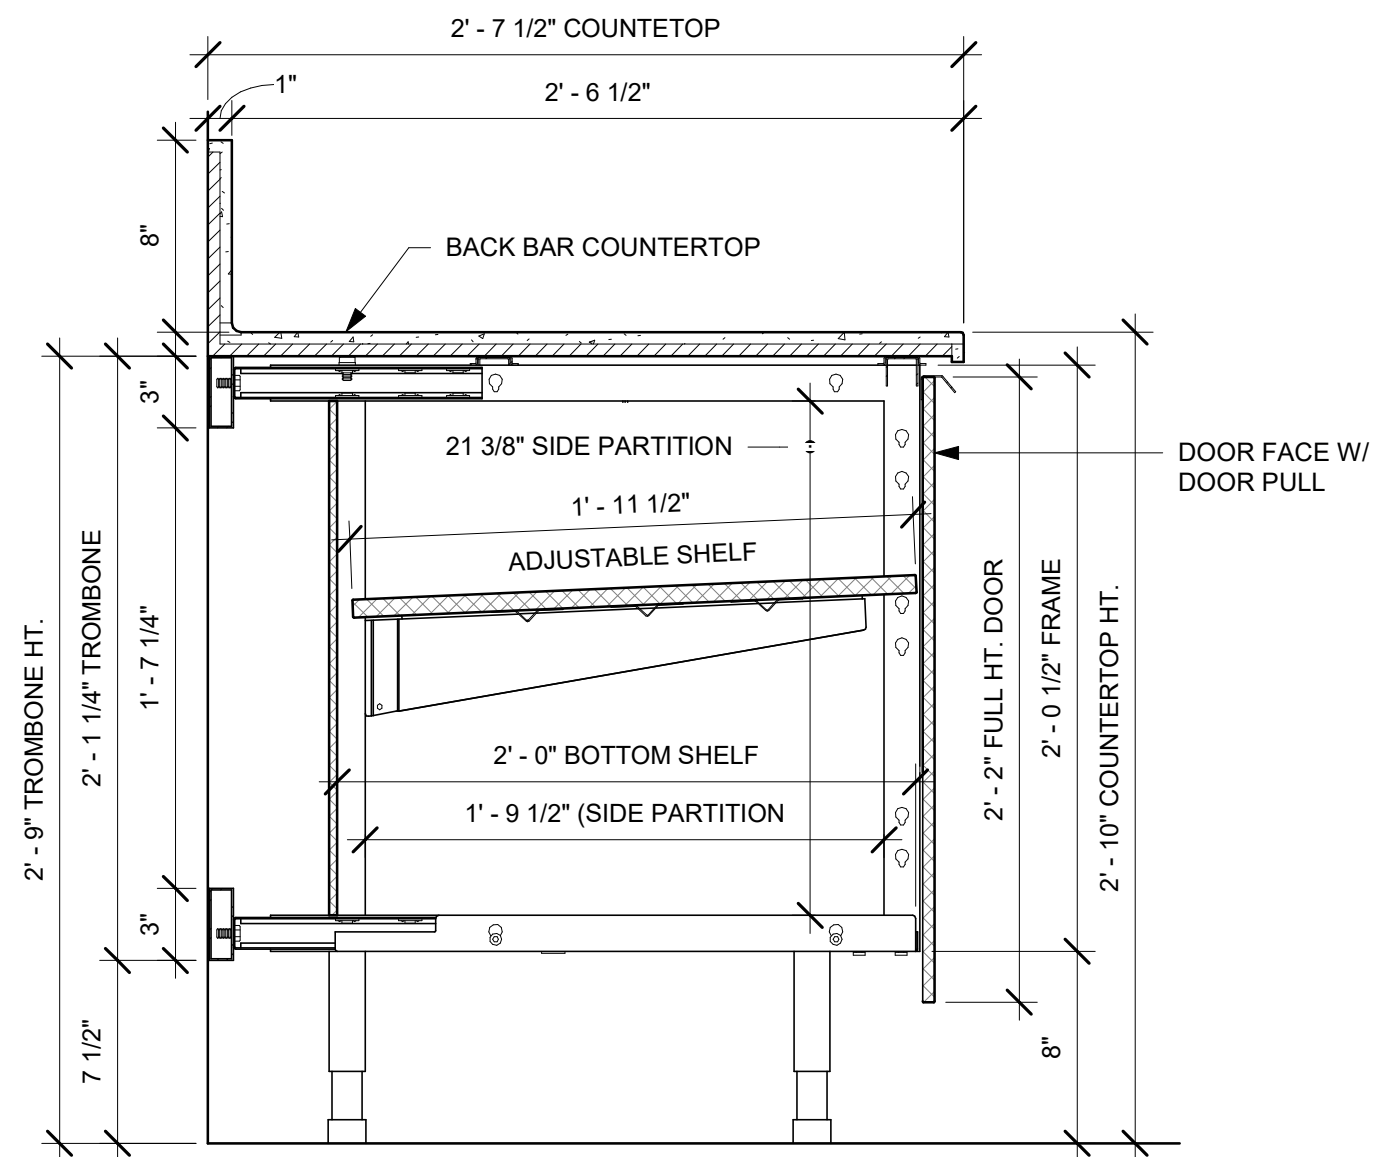 2' - 7 1/2" COUNTETOP
1"
2' - 6 1/2"
8"
BACK BAR COUNTERTOP
3"
21 3/8" SIDE PARTITION
DOOR FACE W/
DOOR PULL
1' - 11 1/2"
ADJUSTABLE SHELF
2' - 9" TROMBONE HT.
2' - 1 1/4" TROMBONE
1' - 7 1/4"
2' - 2" FULL HT. DOOR
2' - 0 1/2" FRAME
2' - 10" COUNTERTOP HT.
2' - 0" BOTTOM SHELF
1' - 9 1/2" (SIDE PARTITION
3"
7 1/2"
8"